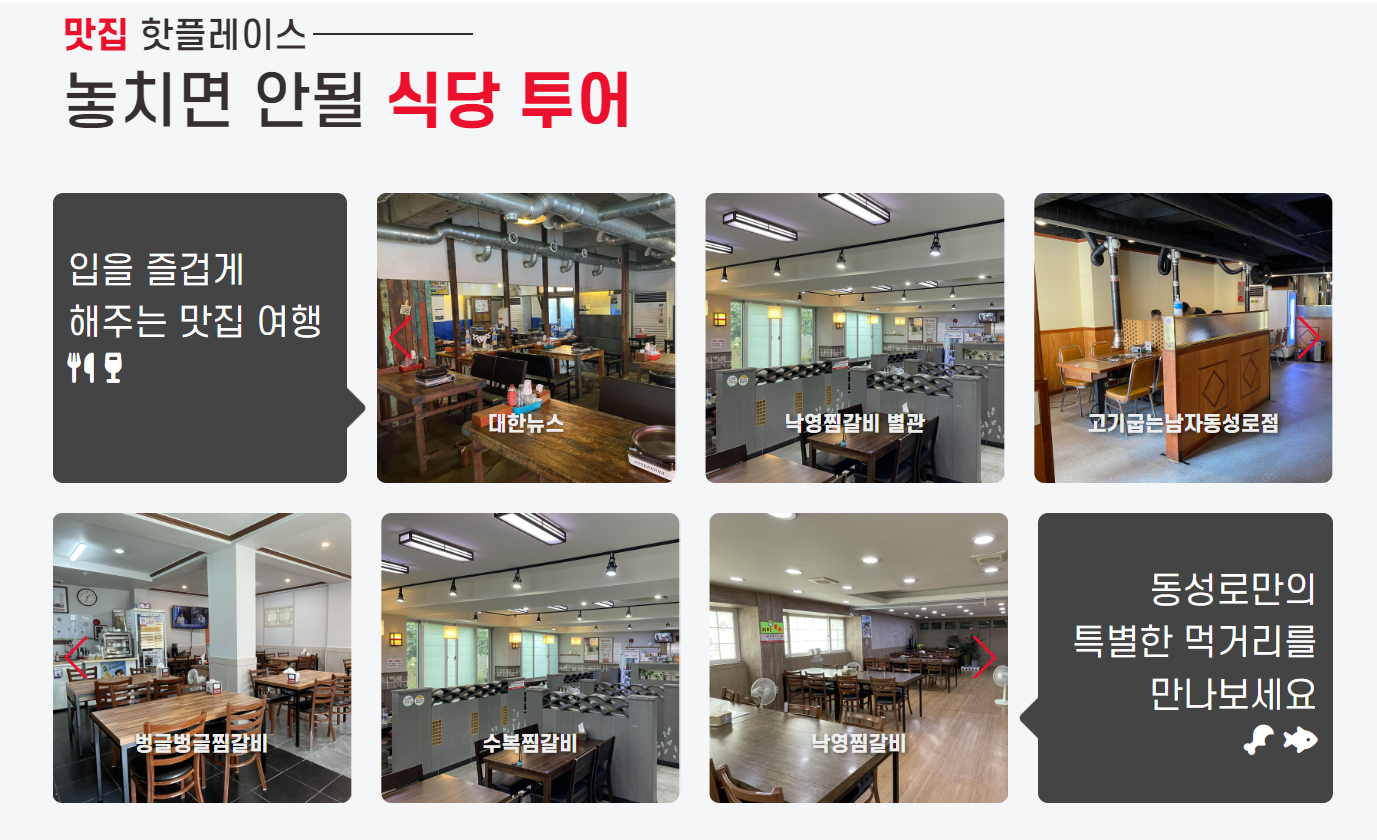 맛집 핫플레이스
놓치면 안될 식당 투어
입을 즐겁게
해주는 맛집 여행
대한뉴스
낙영찜갈비 별관
고기굽는남자동성로점
벙글벙글찜갈비
수복찜갈비
낙영찜갈비
동성로만의
특별한 먹거리를
만나보세요